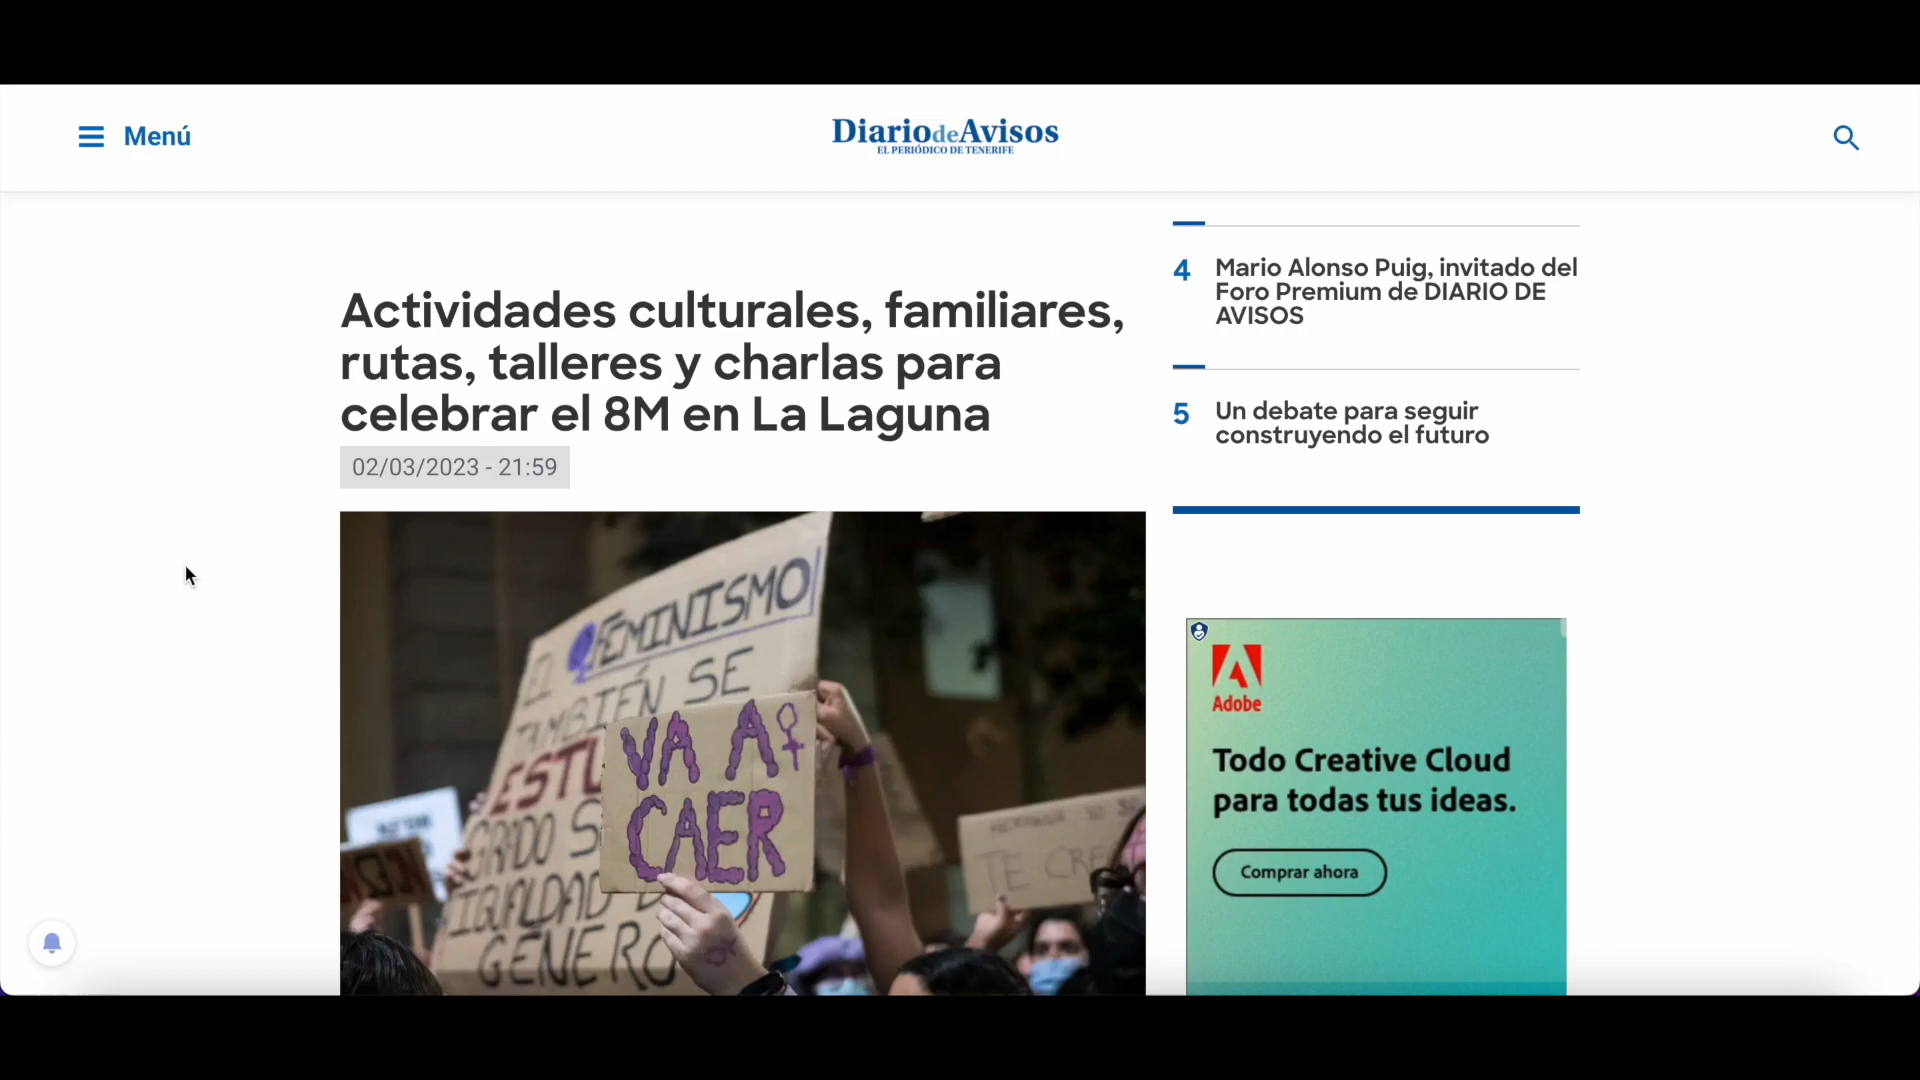 Menú
DiariodeAvisos
EL PERIÓDICO DE TENERIFE
Actividades culturales, familiares,
rutas, talleres y charlas para
celebrar el 8M en La Laguna
02/03/2023 - 21:59
El FEMINISMO
TAMBIÉN SE
IGUALDAD
GÉNERO
VA A
CAER
TE
4
Mario Alonso Puig, invitado del
Foro Premium de DIARIO DE
AVISOS
5
Un debate para seguir
construyendo el futuro
Adobe
Todo Creative Cloud
para todas tus ideas.
Comprar ahora